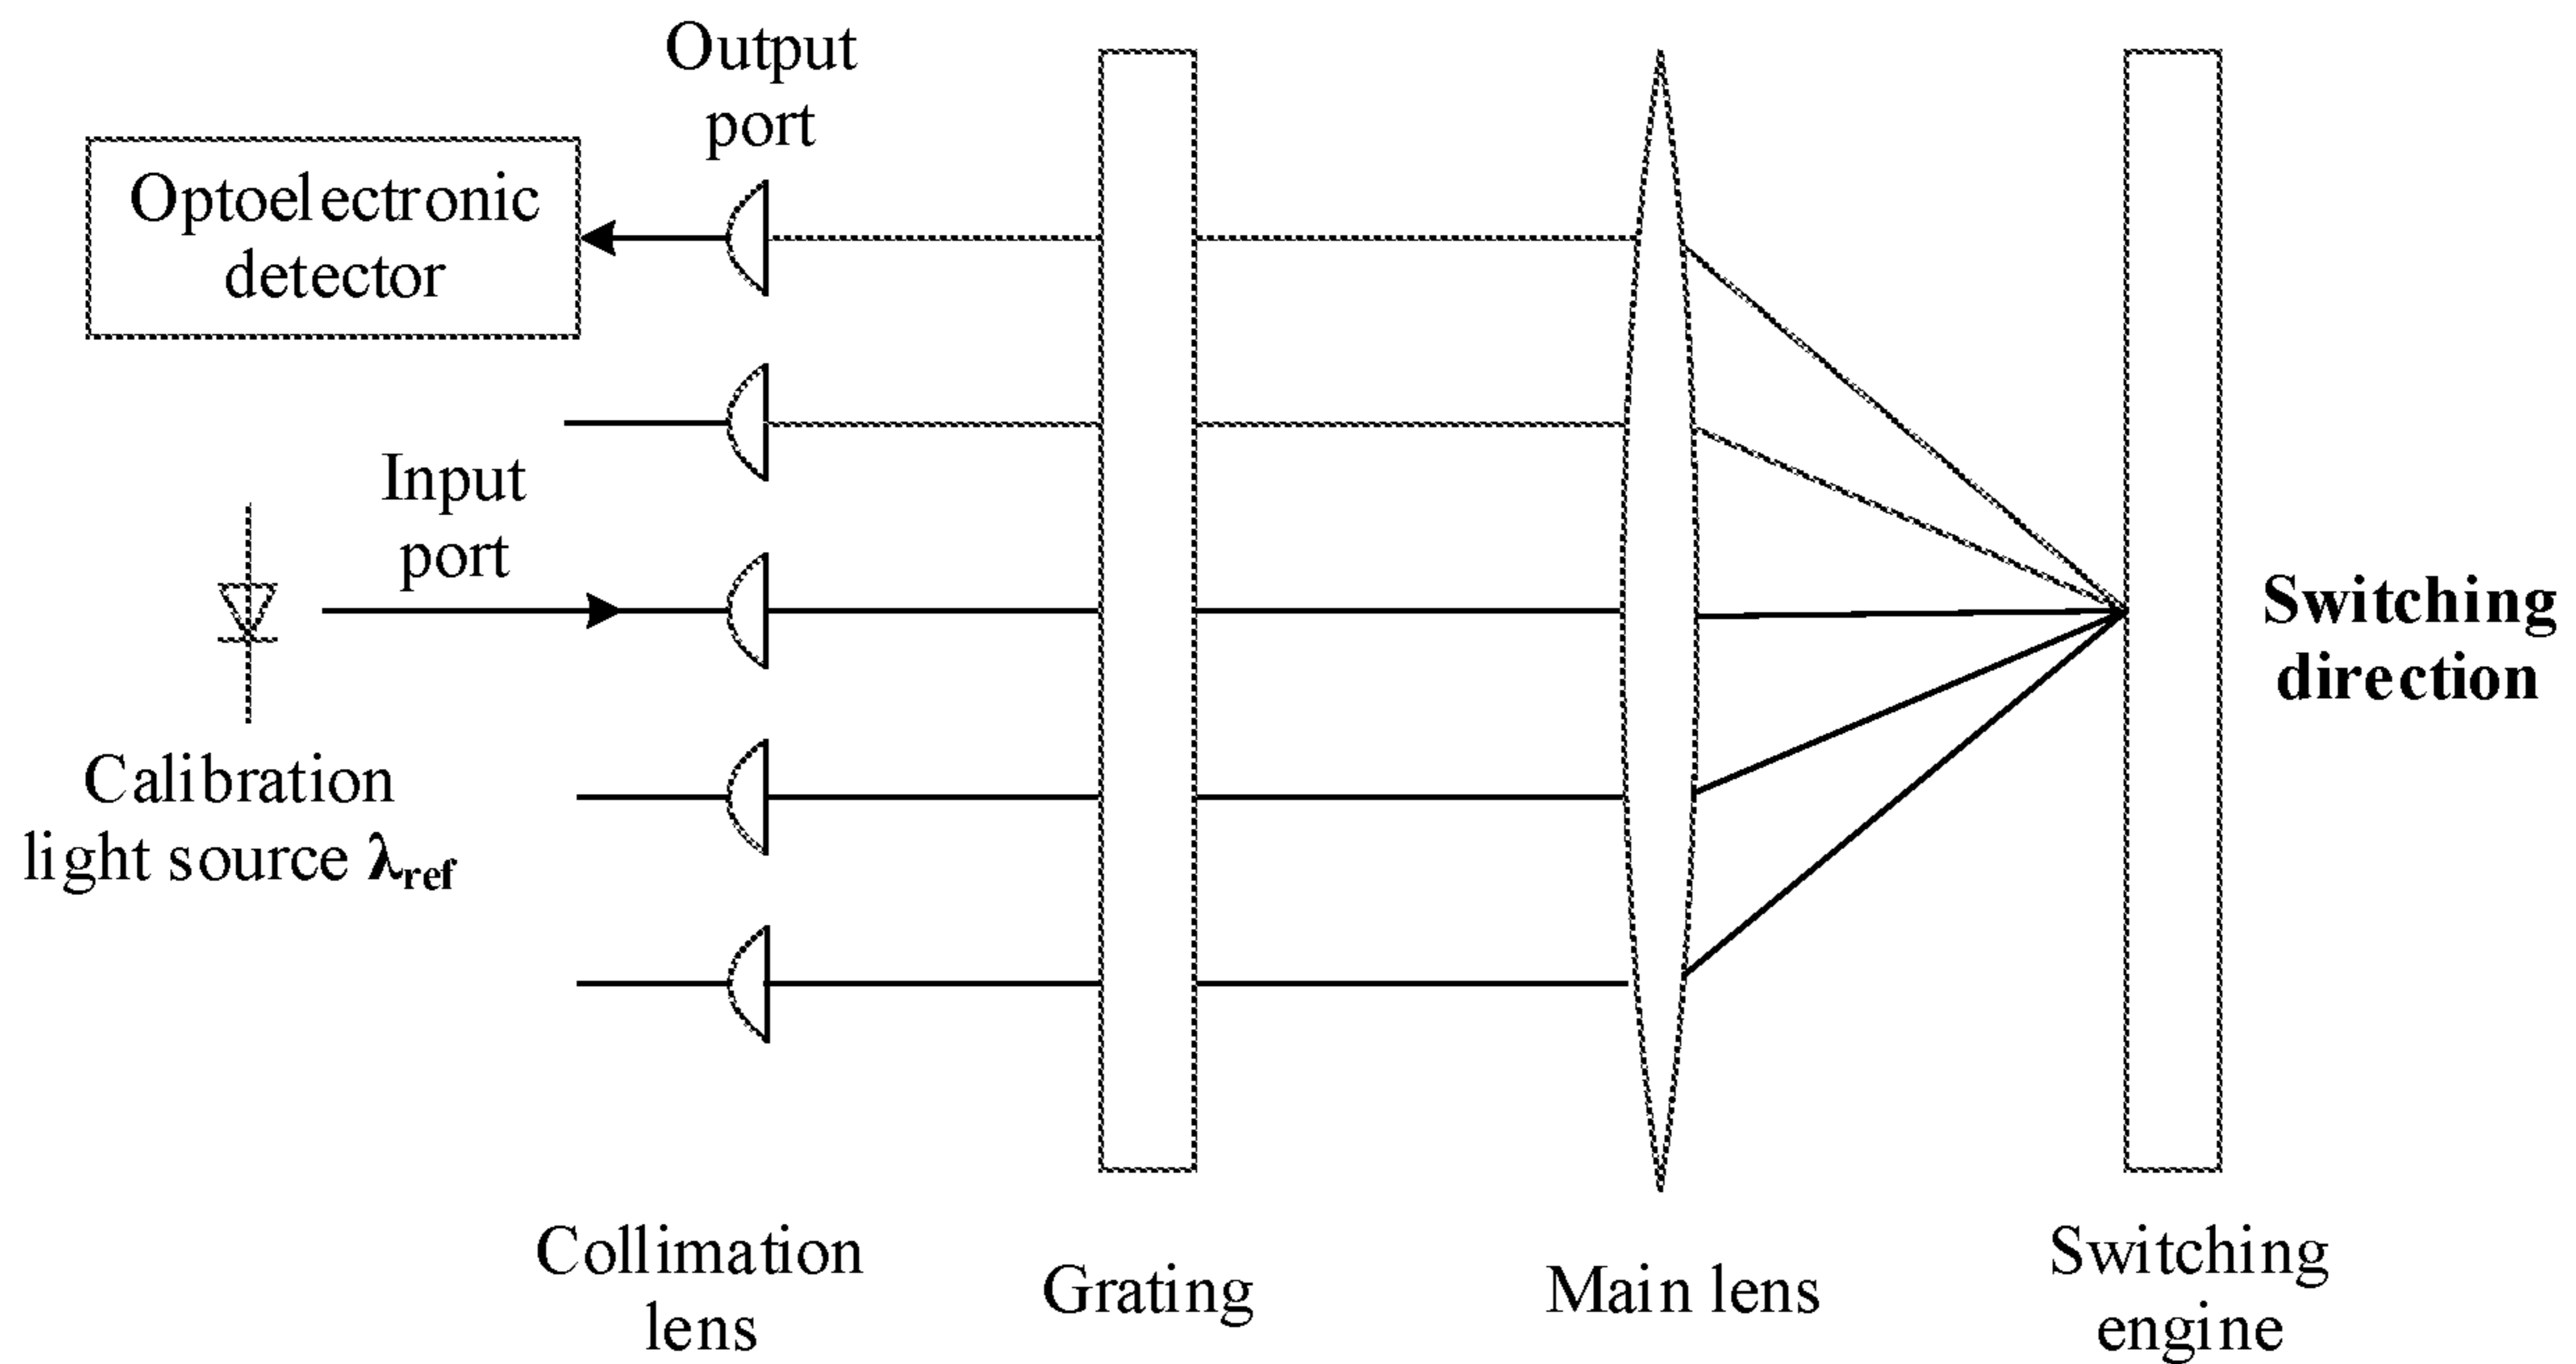 Output
port
Optoelectronic
detector
Input
port
Calibration
light source λref
Switching
direction
Collimation
lens
Grating
Main lens
Switching
engine